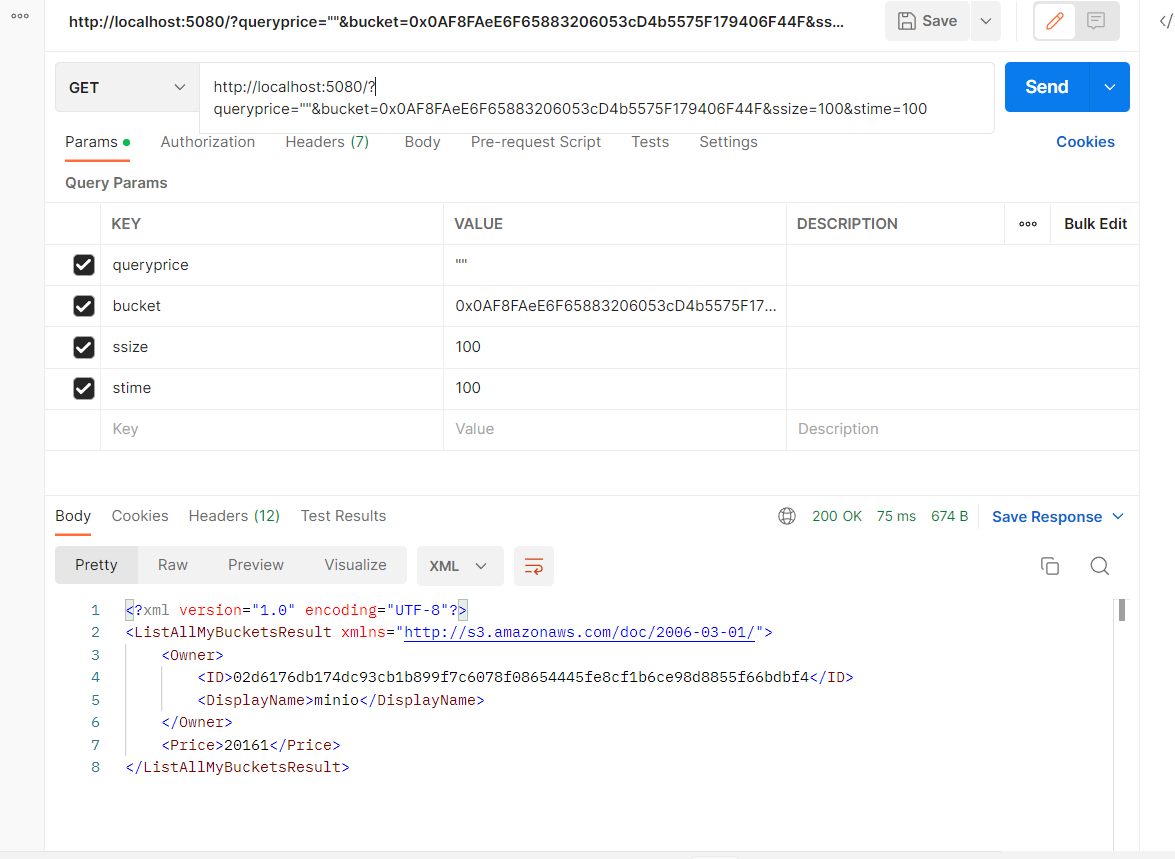 http://localhost:5080/?queryprice=""&bucket=0x0AF8FAeE6F65883206053cD4b5575F179406F44F&ss...
Save
GET
http://localhost:5080/?
queryprice=""&bucket=0x0AF8FAeE6F65883206053cD4b5575F179406F44F&ssize=100&stime=100
Send
Params Authorization Headers (7) Body Pre-request Script Tests Settings Cookies
Query Params
KEY VALUE DESCRIPTION Bulk Edit
queryprice ""
bucket 0x0AF8FAeE6F65883206053cD4b5575F17...
ssize 100
stime 100
Key Value Description
Body Cookies Headers (12) Test Results 200 OK 75 ms 674 B Save Response
Pretty Raw Preview Visualize XML
1 <?xml version="1.0" encoding="UTF-8"?>
2 <ListAllMyBucketsResult xmlns="http://s3.amazonaws.com/doc/2006-03-01/">
3 <Owner>
4 <ID>02d6176db174dc93cb1b899f7c6078f08654445fe8cf1b6ce98d8855f66bdbf4</ID>
5 <DisplayName>minio</DisplayName>
6 </Owner>
7 <Price>20161</Price>
8 </ListAllMyBucketsResult>